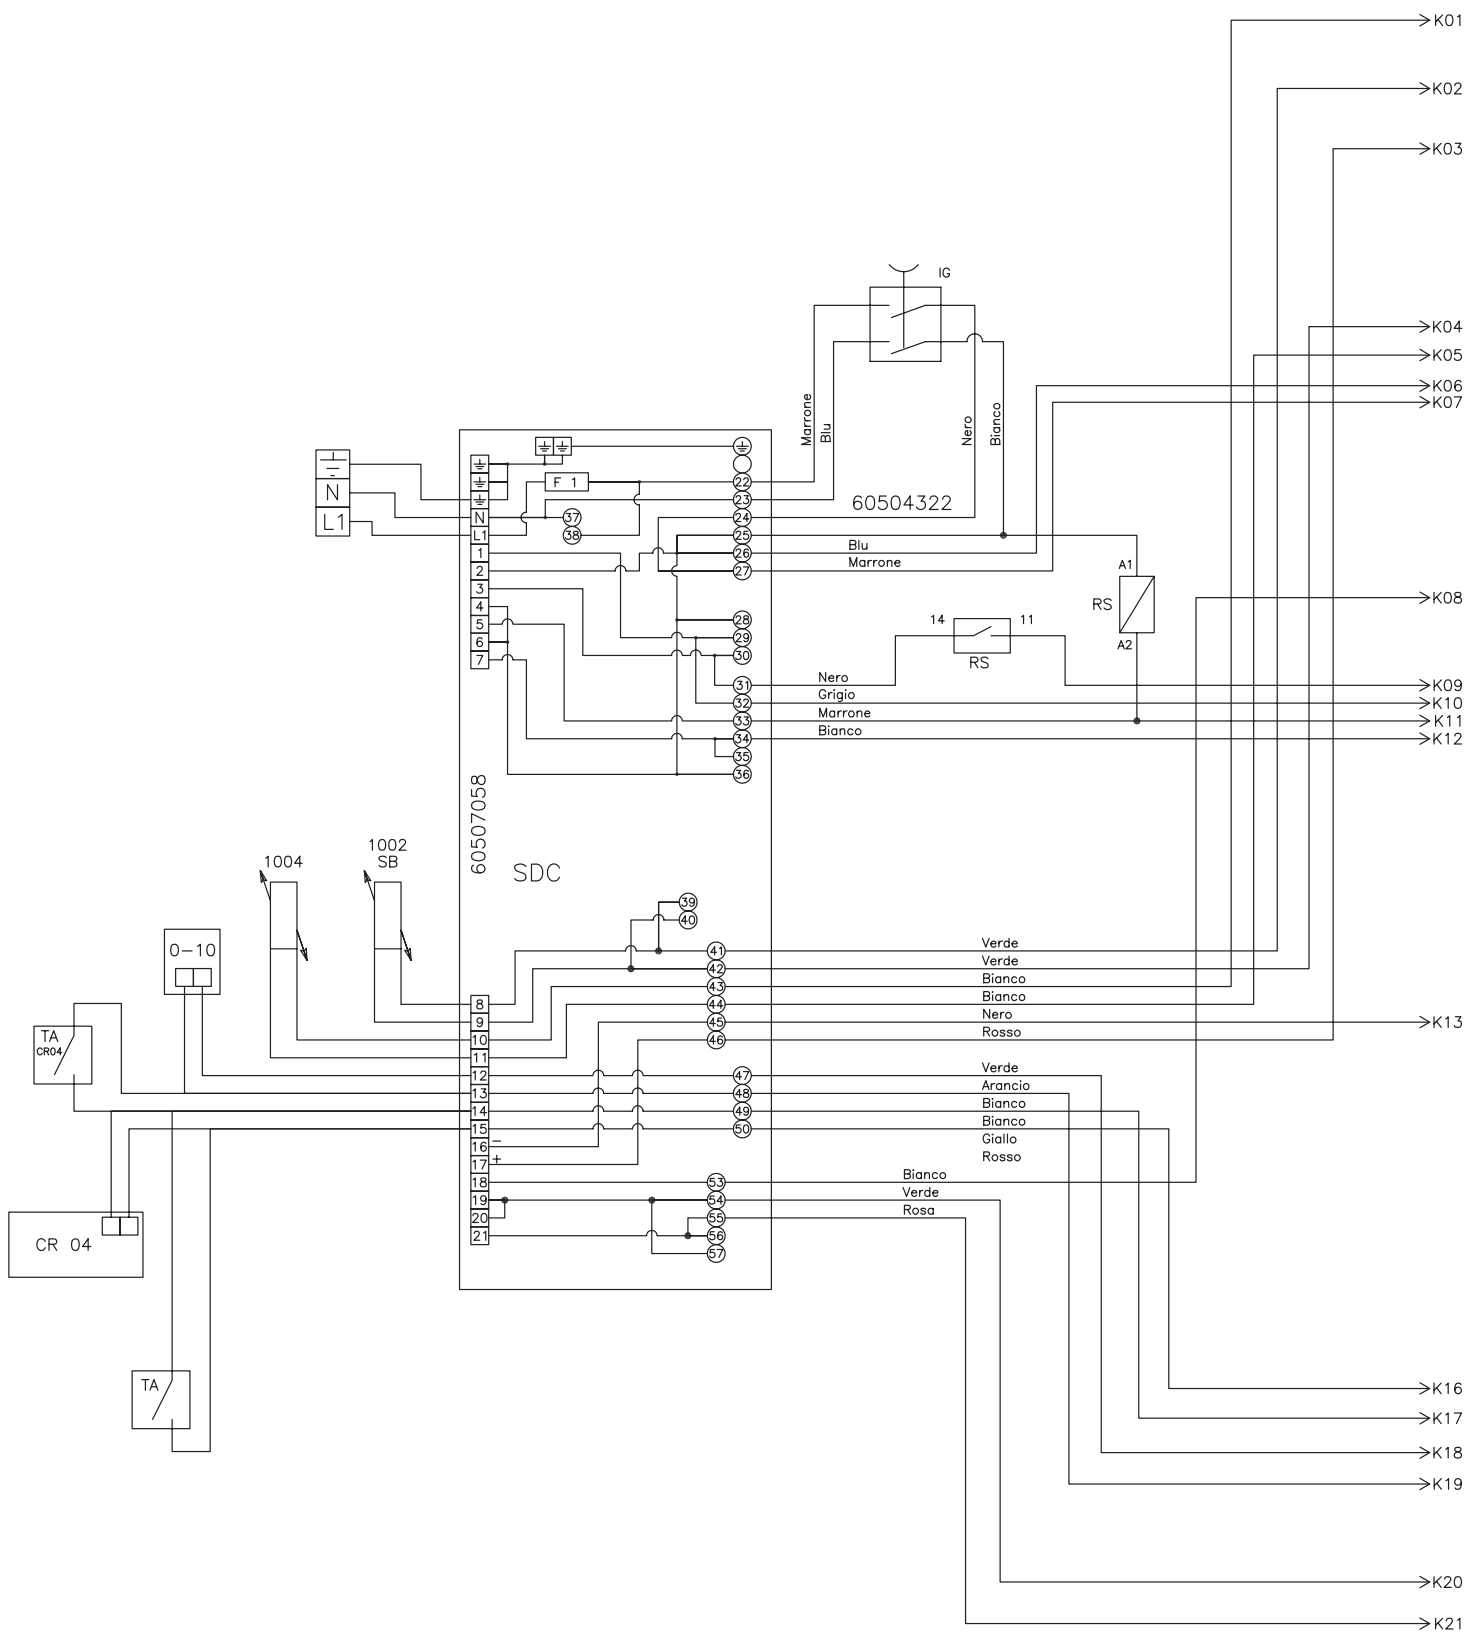 K01
K02
K03
IG
K04
K05
K06
K07
Marrone
Blu
Nero
Bianco
N
L1
F 1
22
23
24
25
26
27
60504322
N
L1
37
38
1
2
3
4
5
6
7
Blu
Marrone
A1
RS
A2
K08
28
29
30
14
11
RS
31
32
33
34
35
36
Nero
Grigio
Marrone
Bianco
K09
K10
K11
K12
60507058
SDC
1004
1002
SB
0-10
39
40
41
42
43
44
45
46
Verde
Verde
Bianco
Bianco
Nero
Rosso
K13
TA
CR04
8
9
10
11
12
13
14
15
16
17
18
19
20
21
-
+
47
48
49
50
Verde
Arancio
Bianco
Bianco
Giallo
Rosso
53
54
55
56
57
Bianco
Verde
Rosa
CR 04
TA
K16
K17
K18
K19
K20
K21